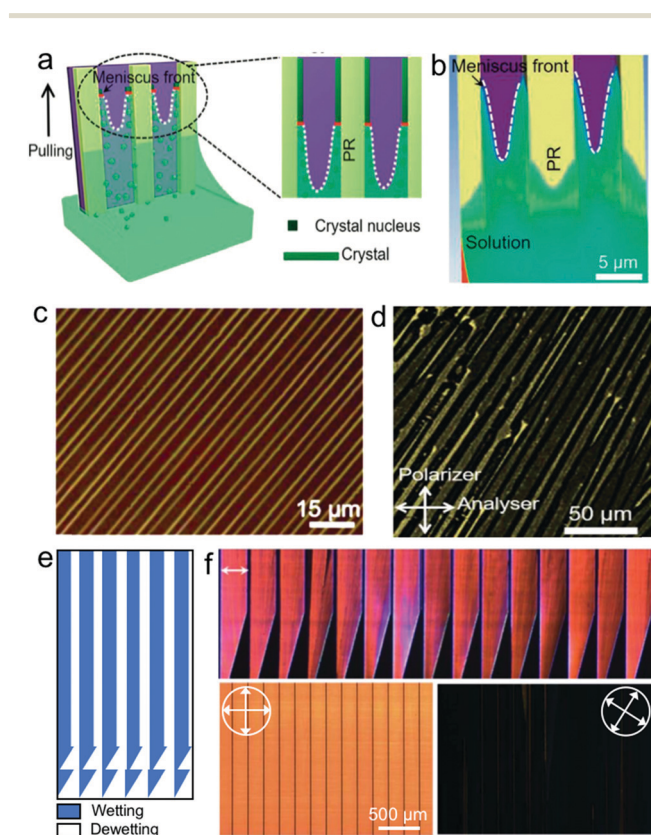 a
Meniscus front
Pulling
PR
Crystal nucleus
Crystal
b
Meniscus front
PR
Solution
5 μm
c
15 μm
d
Polarizer
Analyser
50 μm
e
Wetting
Dewetting
f
500 μm